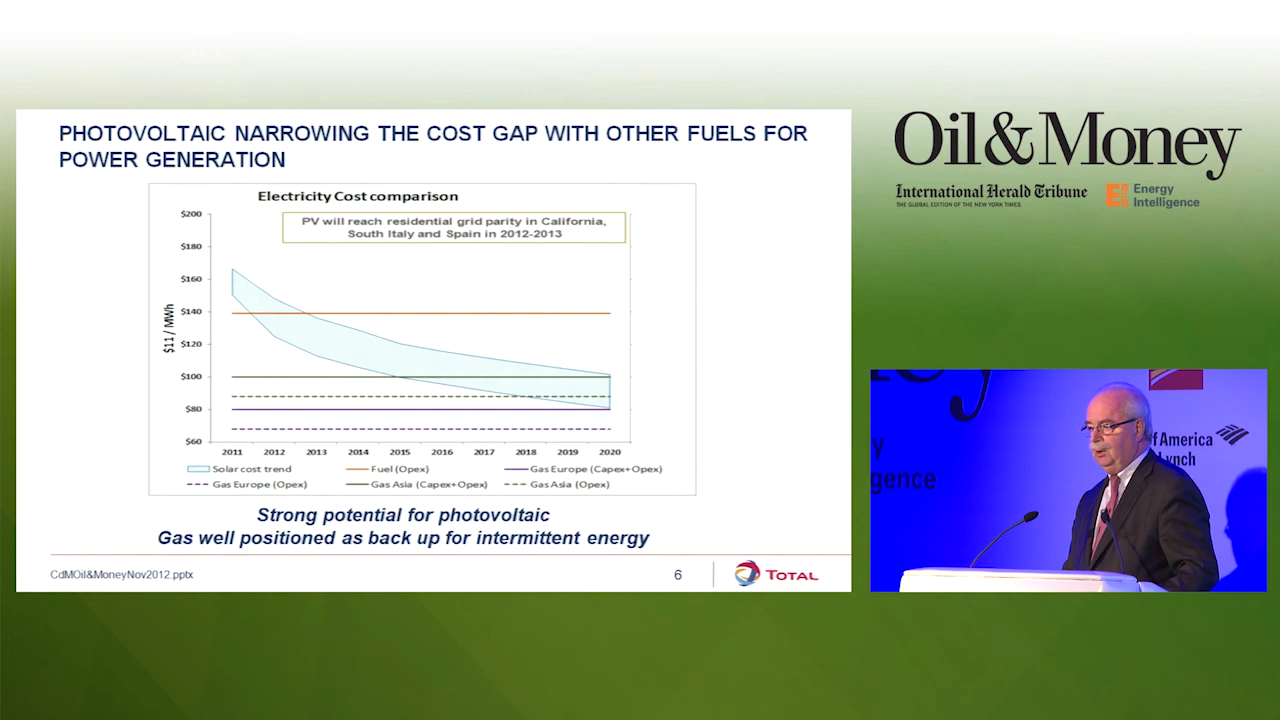 PHOTOVOLTAIC NARROWING THE COST GAP WITH OTHER FUELS FOR
POWER GENERATION
Electricity Cost comparison
PV will reach residential grid parity in California,
South Italy and Spain in 2012-2013
$200
$180
$160
$140
$120
$100
$80
$60
$11 / MWh
2011 2012 2013 2014 2015 2016 2017 2018 2019 2020
Solar cost trend Fuel (Opex) Gas Europe (Capex+Opex)
Gas Europe (Opex) Gas Asia (Capex+Opex) Gas Asia (Opex)
Strong potential for photovoltaic
Gas well positioned as back up for intermittent energy
CdMOil&MoneyNov2012.pptx
6
TOTAL
Oil&Money
International Herald Tribune
THE GLOBAL EDITION OF THE NEW YORK TIMES
EI Energy
Intelligence
y
gence
of America
Lynch